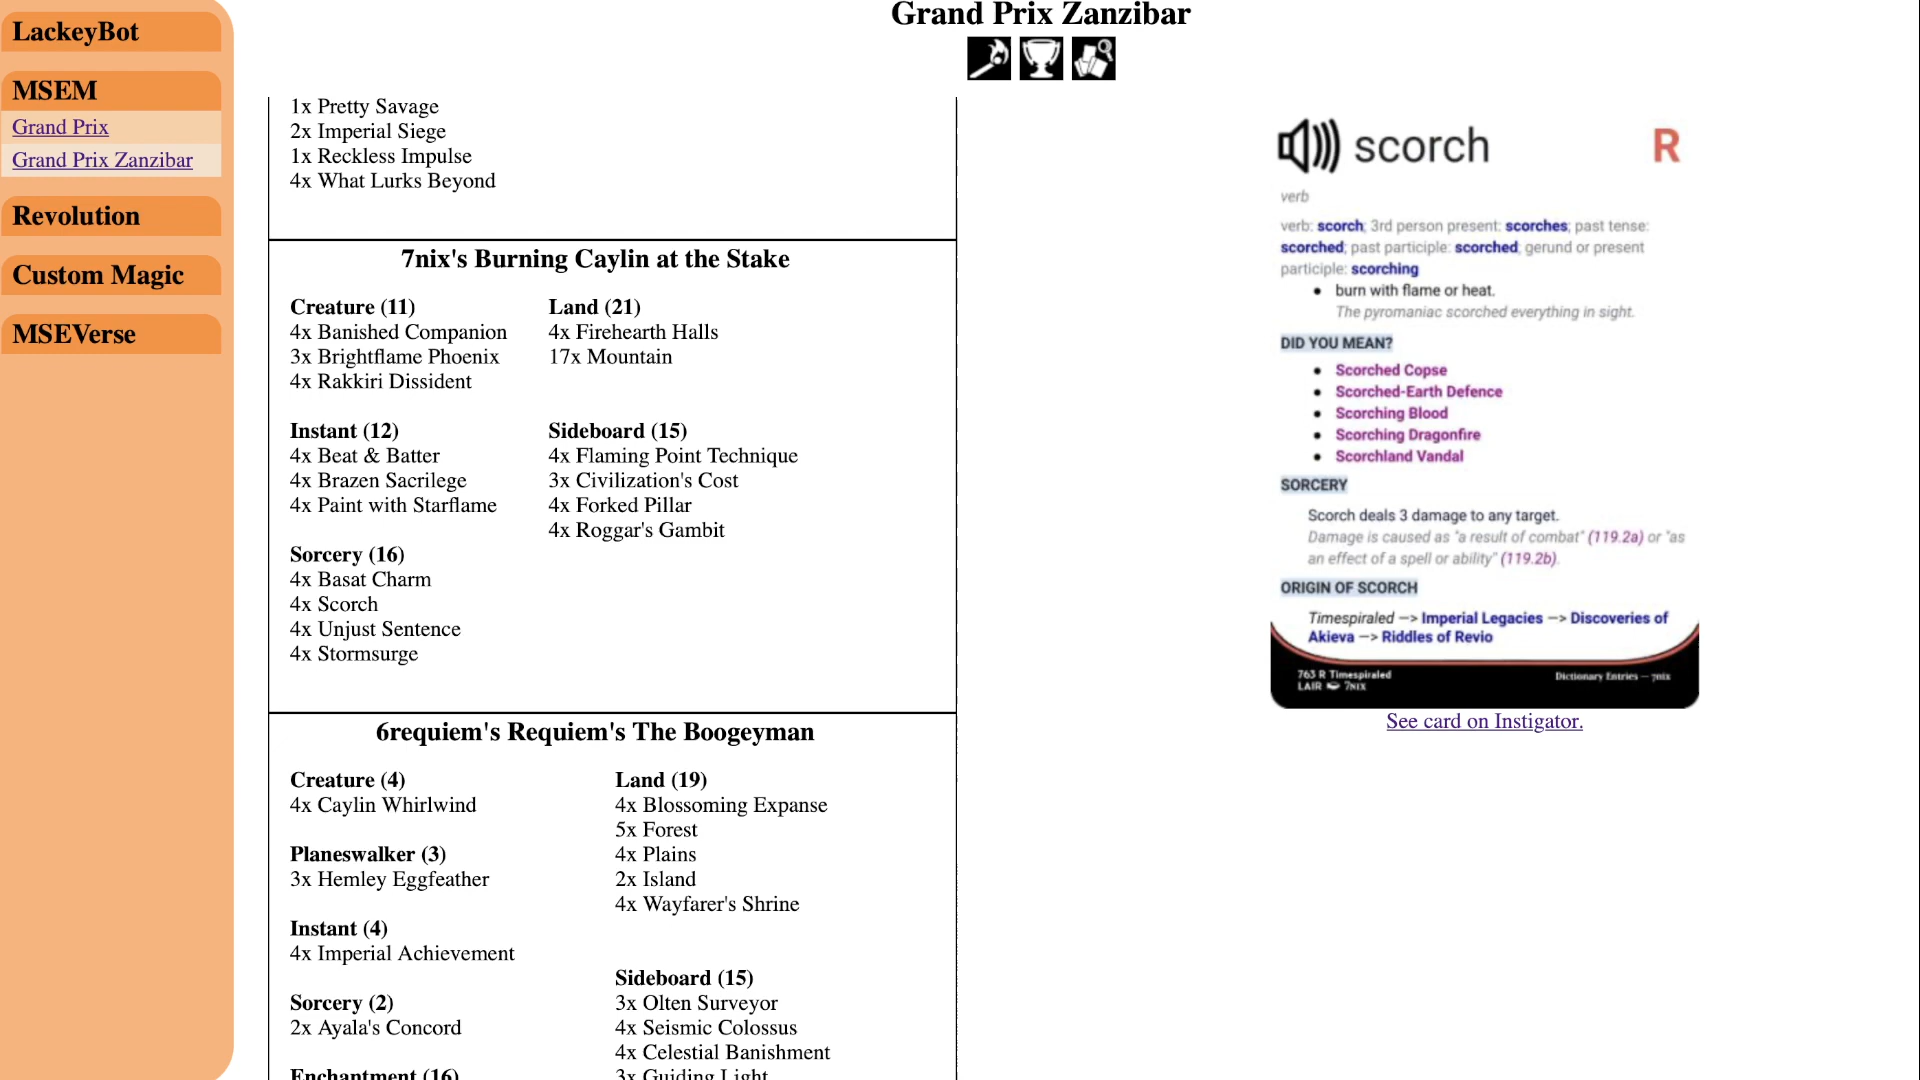 LackeyBot
MSEM
Grand Prix
Grand Prix Zanzibar
Revolution
Custom Magic
MSEVerse
Grand Prix Zanzibar
1x Pretty Savage
2x Imperial Siege
1x Reckless Impulse
4x What Lurks Beyond
7nix's Burning Caylin at the Stake
Creature (11)
4x Banished Companion
3x Brightflame Phoenix
4x Rakkiri Dissident
Instant (12)
4x Beat & Batter
4x Brazen Sacrilege
4x Paint with Starflame
Sorcery (16)
4x Basat Charm
4x Scorch
4x Unjust Sentence
4x Stormsurge
Land (21)
4x Firehearth Halls
17x Mountain
Sideboard (15)
4x Flaming Point Technique
3x Civilization's Cost
4x Forked Pillar
4x Roggar's Gambit
6requiem's Requiem's The Boogeyman
Creature (4)
4x Caylin Whirlwind
Planeswalker (3)
3x Hemley Eggfeather
Instant (4)
4x Imperial Achievement
Sorcery (2)
2x Ayala's Concord
Enchantment (16)
Land (19)
4x Blossoming Expanse
5x Forest
4x Plains
2x Island
4x Wayfarer's Shrine
Sideboard (15)
3x Olten Surveyor
4x Seismic Colossus
4x Celestial Banishment
3x Guiding Light
scorch R
verb
verb: scorch; 3rd person present: scorches; past tense:
scorched; past participle: scorched; gerund or present
participle: scorching
• burn with flame or heat.
The pyromaniac scorched everything in sight.
DID YOU MEAN?
• Scorched Copse
• Scorched-Earth Defence
• Scorching Blood
• Scorching Dragonfire
• Scorchland Vandal
SORCERY
Scorch deals 3 damage to any target.
Damage is caused as "a result of combat" (119.2a) or "as
an effect of a spell or ability" (119.2b).
ORIGIN OF SCORCH
Timespiraled —> Imperial Legacies —> Discoveries of
Akieva —> Riddles of Revio
763 R Timespiraled
LAIR 7NIX
Dictionary Entries — 7nix
See card on Instigator.